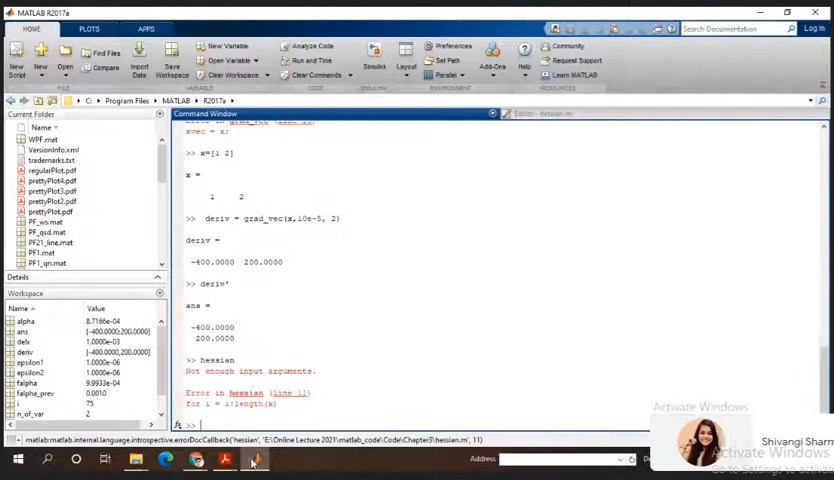 MATLAB R2017a
HOME PLOTS APPS
Search Documentation Log In
New Script
New
Open
Find Files
Compare
Import Data
Save Workspace
New Variable
Open Variable
Clear Workspace
Analyze Code
Run and Time
Clear Commands
Simulink
Layout
Preferences
Set Path
Parallel
Add-Ons
Help
Community
Request Support
Learn MATLAB
FILE VARIABLE CODE SIMULINK ENVIRONMENT RESOURCES
C: Program Files MATLAB R2017a
Current Folder
Name
WPF.mat
VersionInfo.xml
trademarks.txt
regularPlot.pdf
prettyPlot4.pdf
prettyPlot3.pdf
prettyPlot2.pdf
prettyPlot.pdf
PF_ws.mat
PF_qsd.mat
PF21_line.mat
PF1.mat
PF1_qn.mat
Details
Workspace
Name Value
alpha 8.7166e-04
ans [-400.0000;200.0000]
delx 1.0000e-03
deriv [-400.0000,200.0000]
epsilon1 1.0000e-06
epsilon2 1.0000e-06
falpha 9.9933e-04
falpha_prev 0.0010
i 75
n_of_var 2
Command Window
Editor - hessian.m
xvec = x;
>> x=[1 2]
x =
1 2
>> deriv = grad_vec(x,10e-5, 2)
deriv =
-400.0000 200.0000
>> deriv'
ans =
-400.0000
200.0000
>> hessian
Not enough input arguments.
Error in hessian (line 11)
for i = 1:length(x)
fx >>
matlab:matlab.internal.language.introspective.errorDocCallback('hessian', 'E:\Online Lecture 2021\matlab_code\Code\Chapter3\hessian.m', 11)
Address
Activate Windows
Shivangi Sharm
Activate Windows